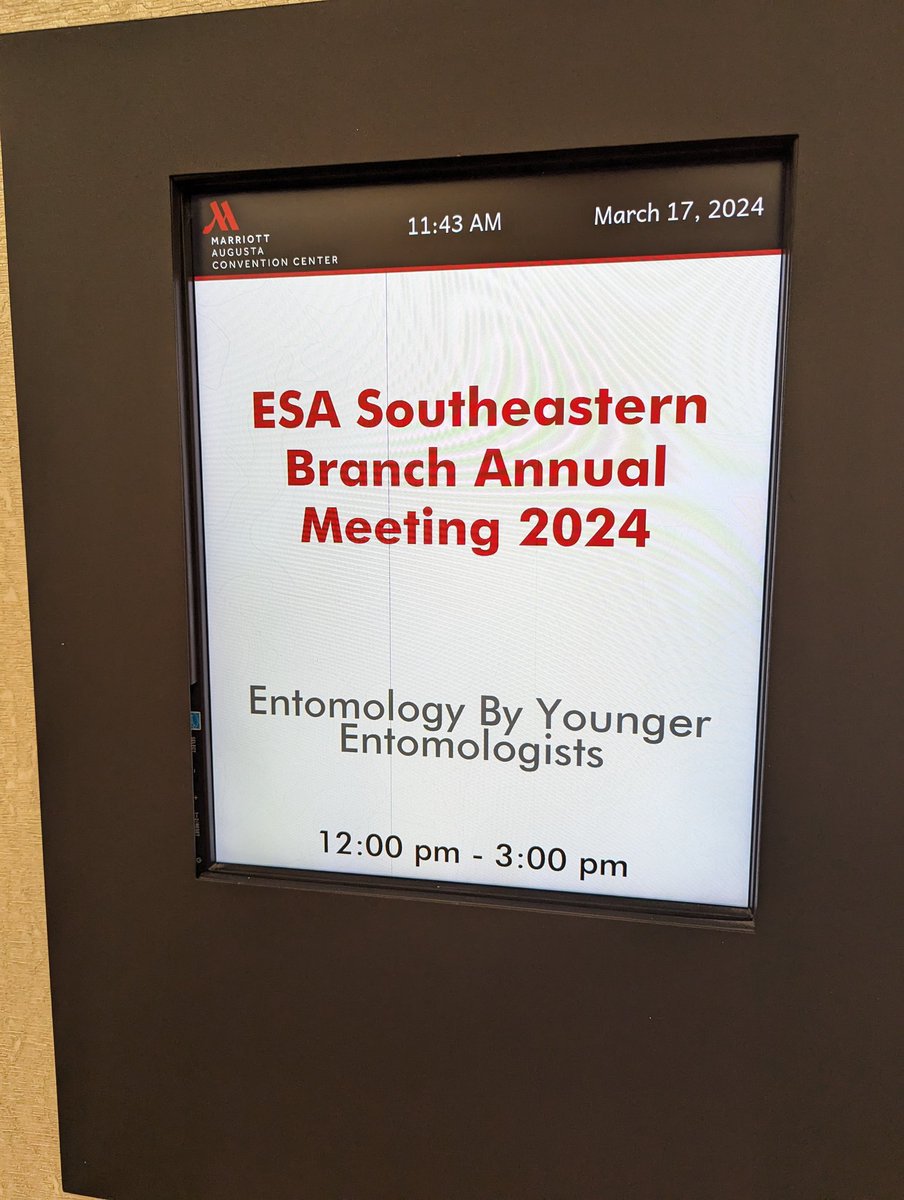 MARRIOTT
AUGUSTA
CONVENTION CENTER
11:43 AM
March 17, 2024
ESA Southeastern
Branch Annual
Meeting 2024
Entomology By Younger
Entomologists
12:00 pm - 3:00 pm